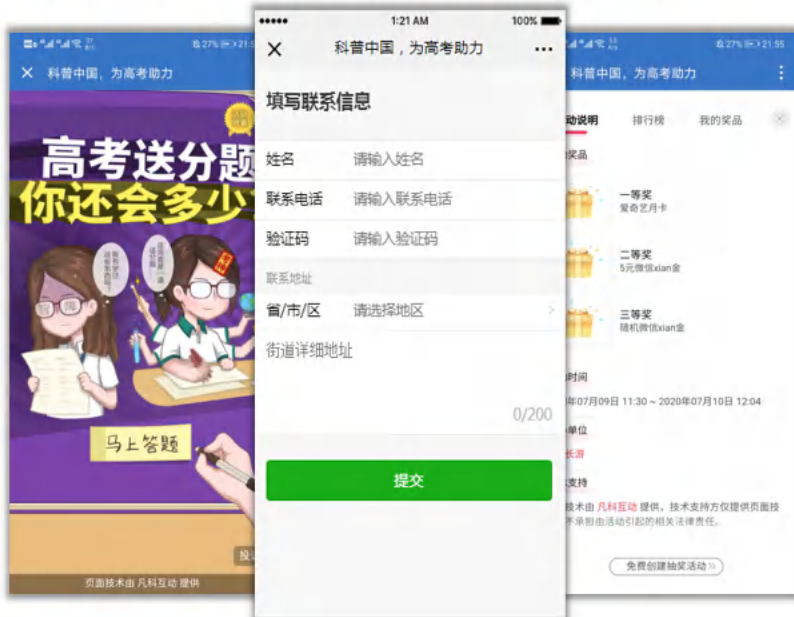 27%
21:5
科普中国，为高考助力
高考送分题
你还会多少
马上答题
投
页面技术由 凡科互动 提供
1:21 AM
100%
科普中国，为高考助力
填写联系信息
姓名 请输入姓名
联系电话 请输入联系电话
验证码 请输入验证码
联系地址
省/市/区 请选择地区
街道详细地址
0/200
提交
27%
21:55
科普中国，为高考助力
动说明 排行榜 我的奖品
奖品
一等奖
爱奇艺月卡
二等奖
5元微信xian金
三等奖
随机微信xian金
时间
年07月09日 11:30 ~ 2020年07月10日 12:04
单位
长游
支持
技术由 凡科互动 提供，技术支持方仅提供页面技
不承担由活动引起的相关法律责任。
免费创建抽奖活动